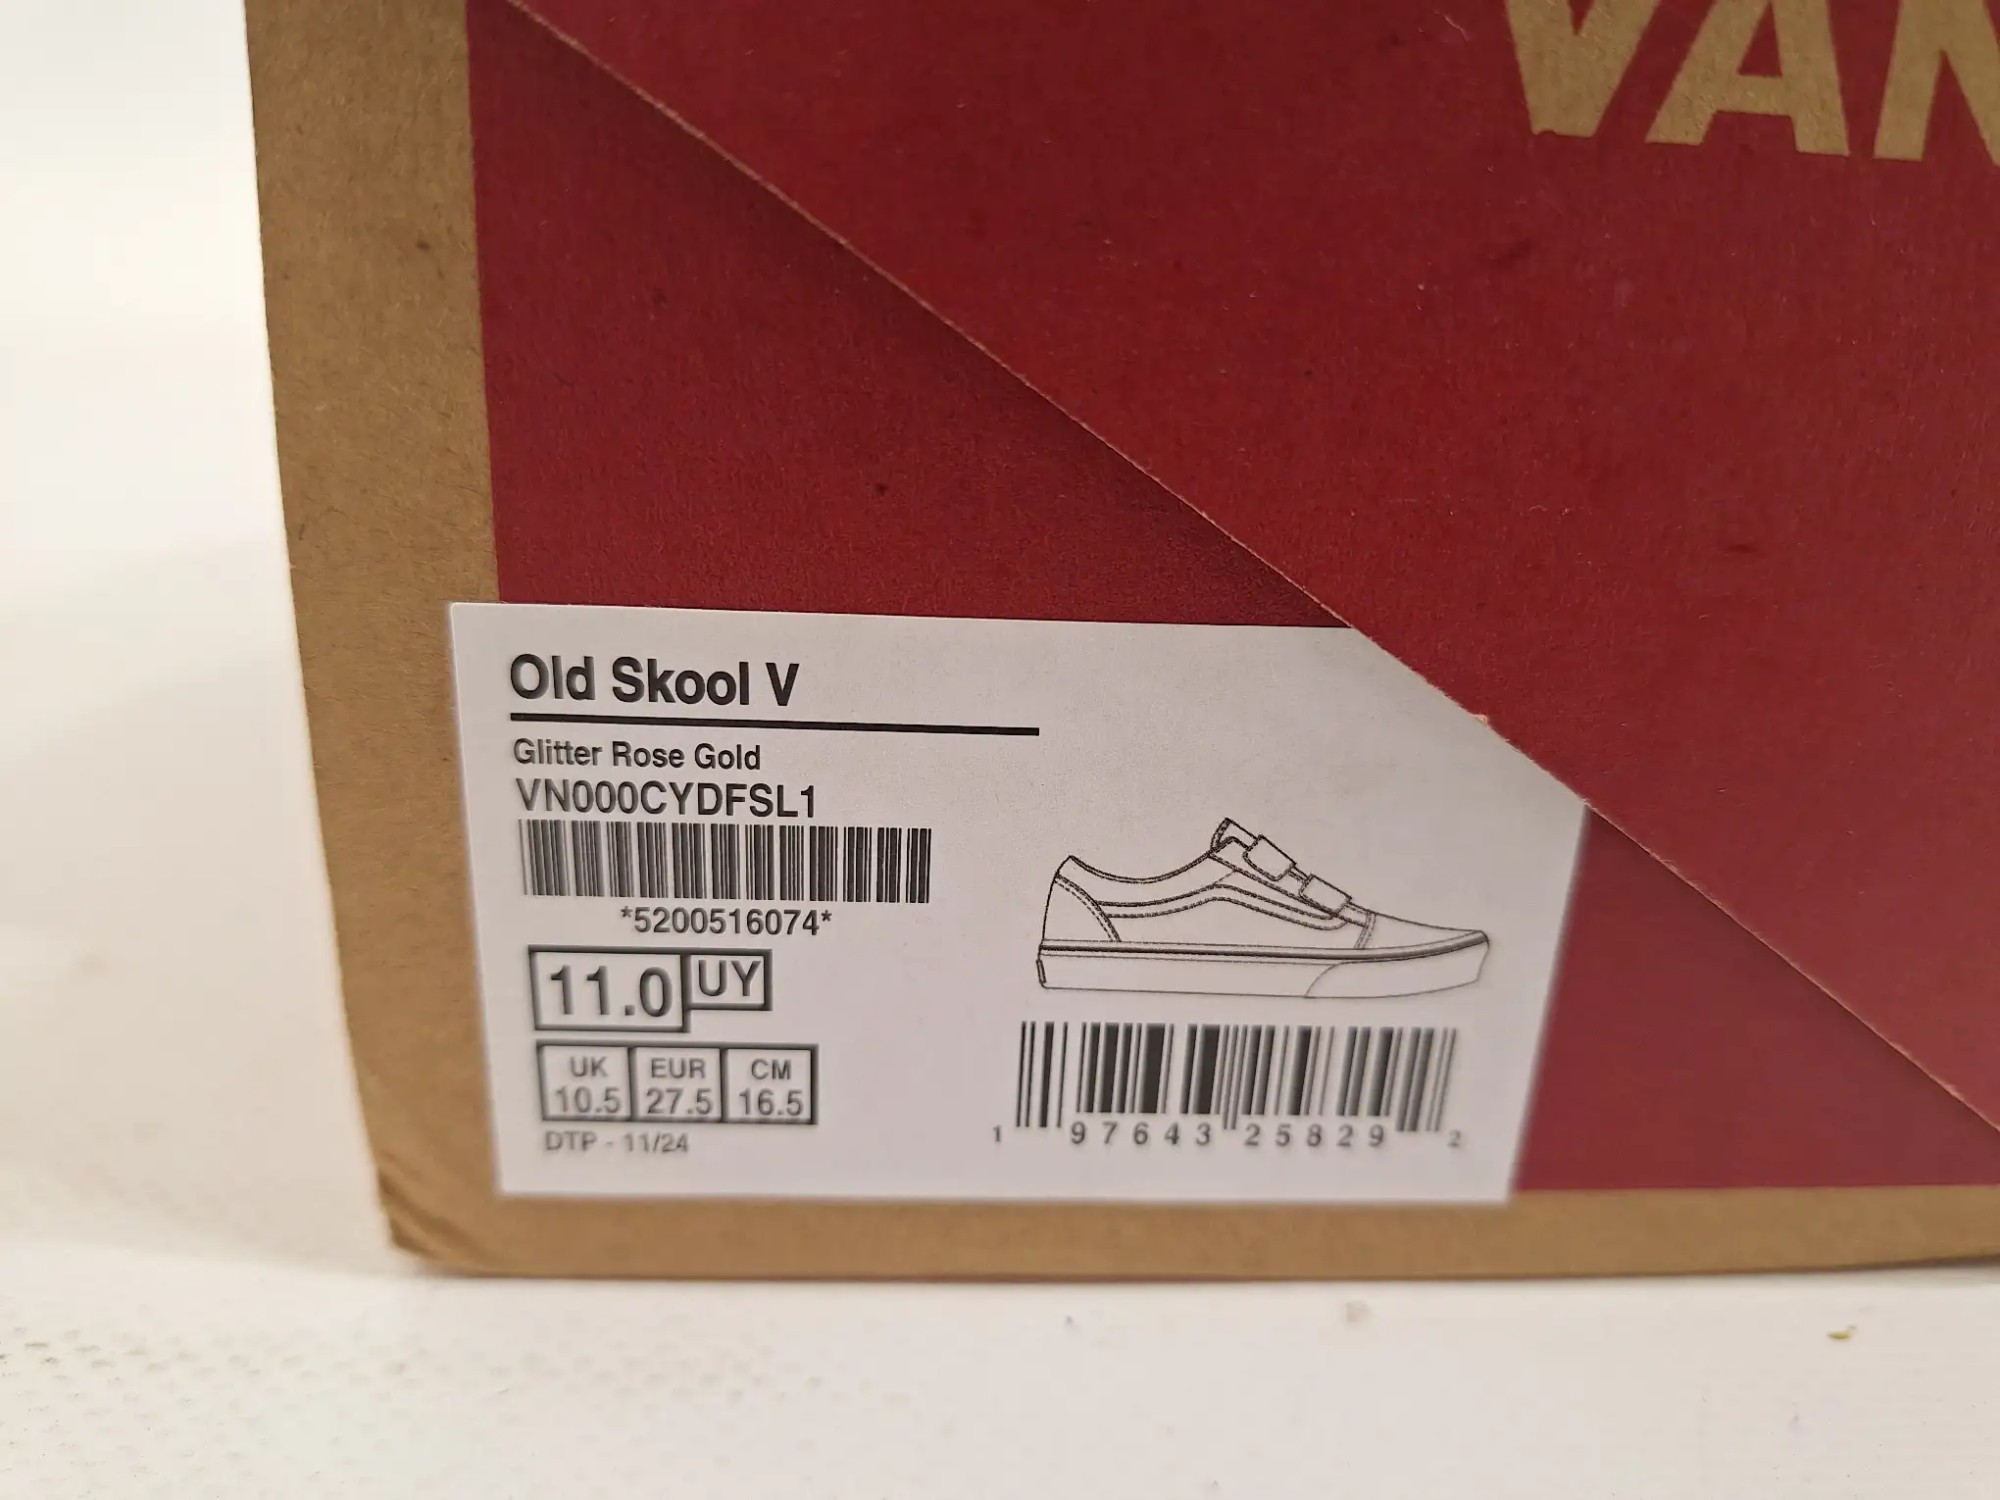 VAN
Old Skool V
Glitter Rose Gold
VN000CYDFSL1
*5200516074*
11.0 UY
UK EUR CM
10.5 27.5 16.5
DTP - 11/24
1 97643 25829 2